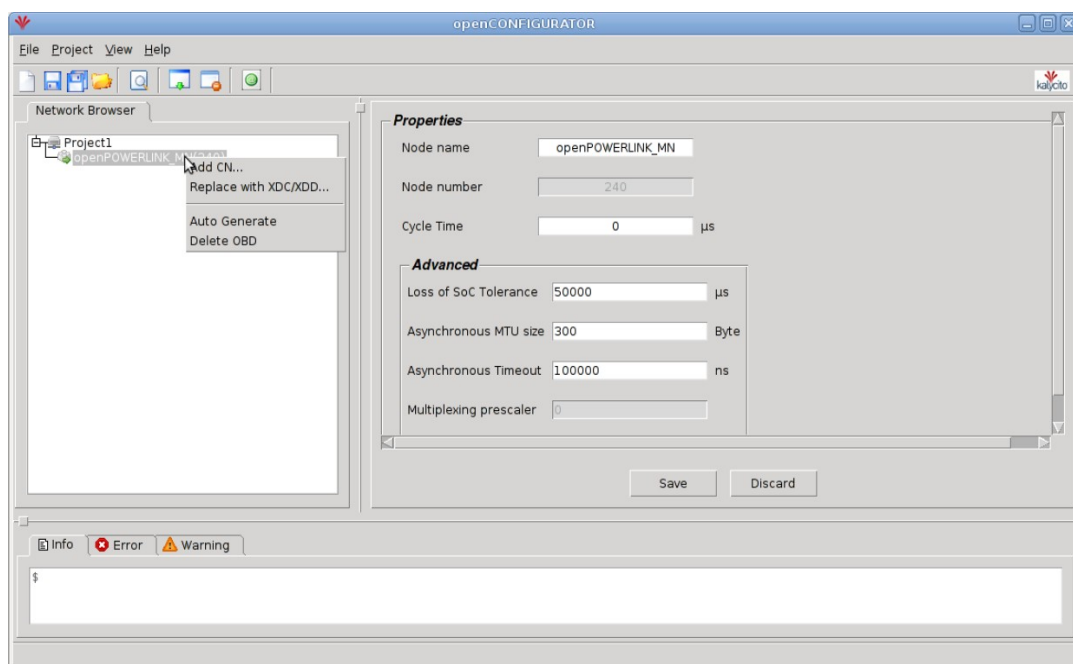 openCONFIGURATOR
File Project View Help
kalycito
Network Browser
Project1
openPOWERLINK_MN(240)
Add CN...
Replace with XDC/XDD...
Auto Generate
Delete OBD
Properties
Node name openPOWERLINK_MN
Node number 240
Cycle Time 0 µs
Advanced
Loss of SoC Tolerance 50000 µs
Asynchronous MTU size 300 Byte
Asynchronous Timeout 100000 ns
Multiplexing prescaler 0
Save Discard
Info Error Warning
$